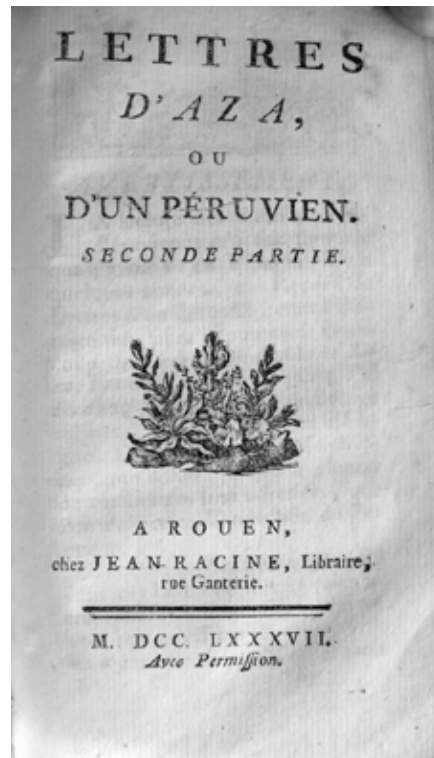 LETTRES
D'AZA,
OU
D'UN PÉRUVIEN.
SECONDE PARTIE.
A ROUEN,
chez JEAN RACINE, Libraire,
rue Ganterie.
M. DCC. LXXXVII.
Avec Permiſſion.